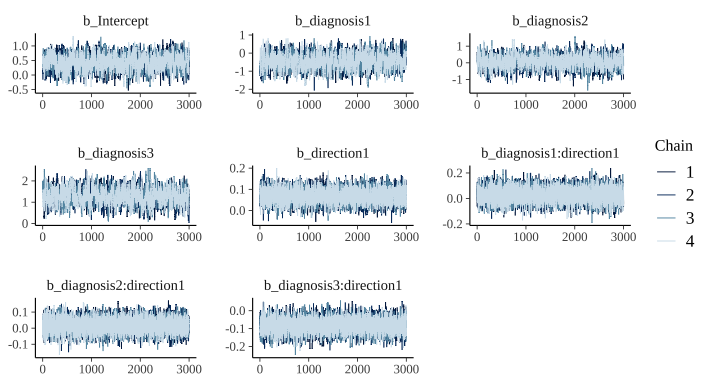 b_Intercept
1.0
0.5
0.0
-0.5
0 1000 2000 3000
b_diagnosis1
1
0
-1
-2
0 1000 2000 3000
b_diagnosis2
1
0
-1
0 1000 2000 3000
b_diagnosis3
2
1
0
0 1000 2000 3000
b_direction1
0.2
0.1
0.0
0 1000 2000 3000
b_diagnosis1:direction1
0.2
0.0
-0.2
0 1000 2000 3000
b_diagnosis2:direction1
0.1
0.0
-0.1
0 1000 2000 3000
b_diagnosis3:direction1
0.0
-0.1
-0.2
0 1000 2000 3000
Chain
1
2
3
4